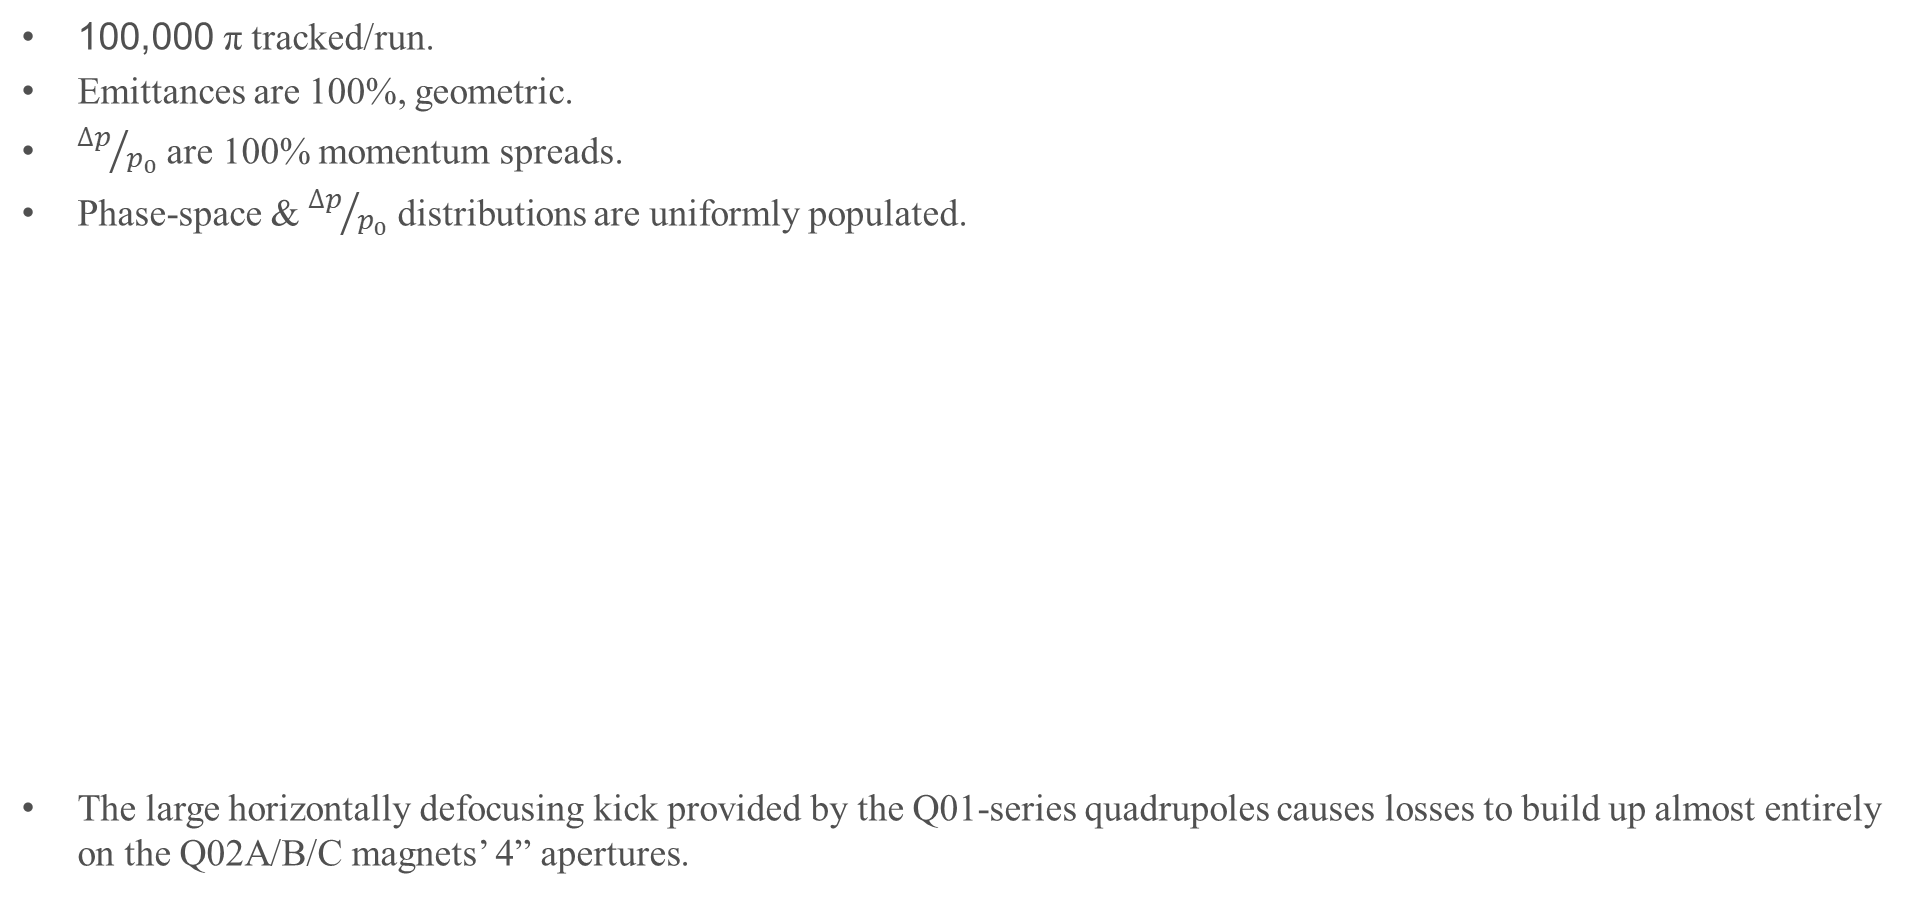 • 100,000 π tracked/run.
• Emittances are 100%, geometric.
• Δp/p₀ are 100% momentum spreads.
• Phase-space & Δp/p₀ distributions are uniformly populated.
• The large horizontally defocusing kick provided by the Q01-series quadrupoles causes losses to build up almost entirely
on the Q02A/B/C magnets’ 4” apertures.